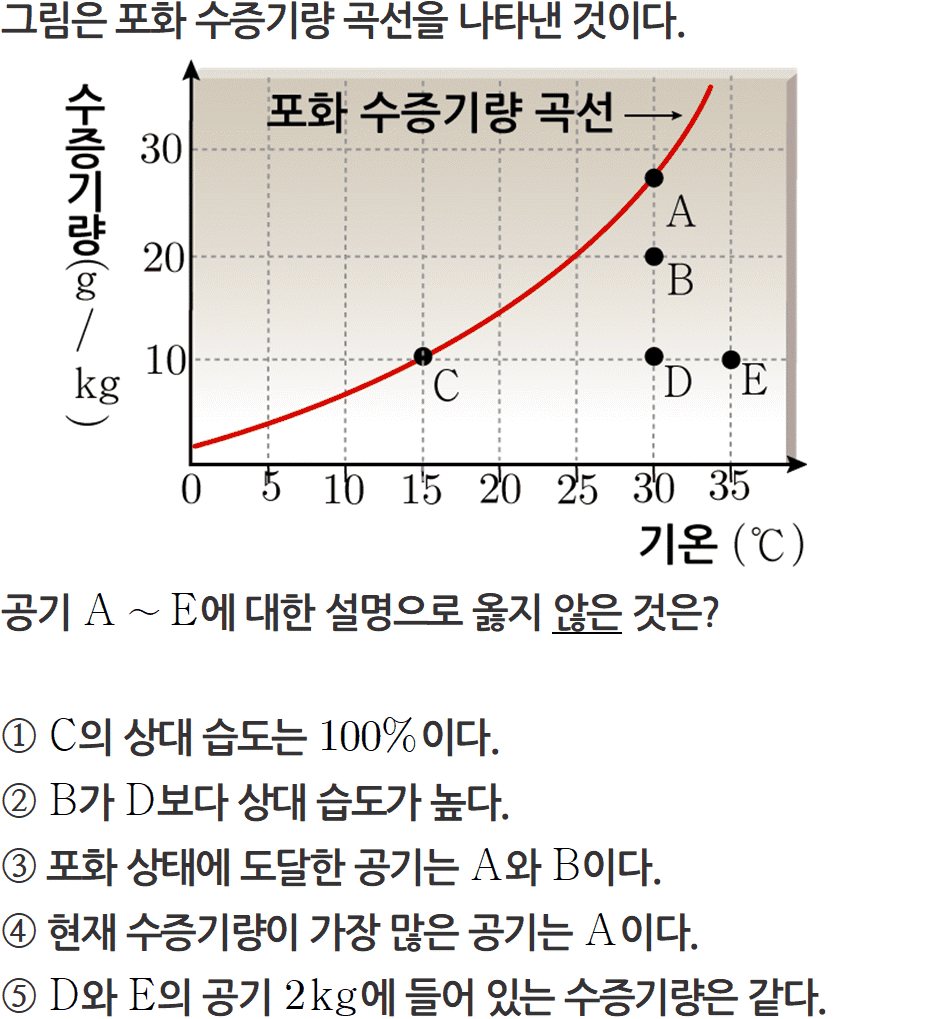 그림은 포화 수증기량 곡선을 나타낸 것이다.
수증기량(g/kg)
포화 수증기량 곡선 →
30
A
20
B
10
C
D
E
0 5 10 15 20 25 30 35
기온 (℃)
공기 A ~ E에 대한 설명으로 옳지 않은 것은?
① C의 상대 습도는 100%이다.
② B가 D보다 상대 습도가 높다.
③ 포화 상태에 도달한 공기는 A와 B이다.
④ 현재 수증기량이 가장 많은 공기는 A이다.
⑤ D와 E의 공기 2kg에 들어 있는 수증기량은 같다.